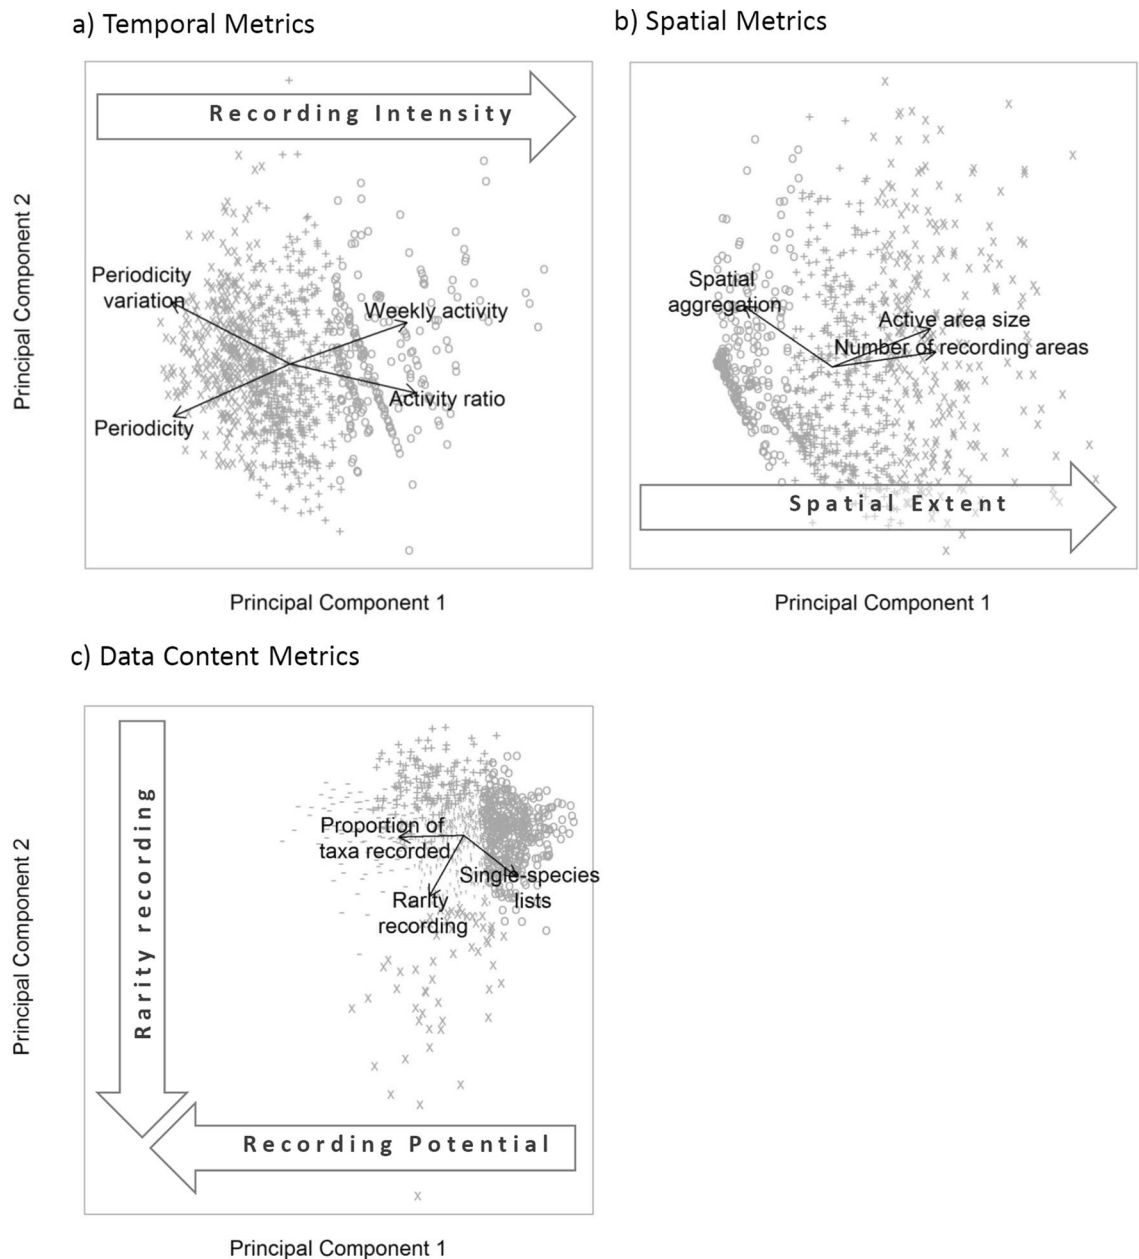 a) Temporal Metrics
b) Spatial Metrics
Recording Intensity
Principal Component 2
Periodicity
variation
Weekly activity
Activity ratio
Periodicity
Spatial
aggregation
Active area size
Number of recording areas
Spatial Extent
Principal Component 1
Principal Component 1
c) Data Content Metrics
Principal Component 2
Rarity recording
Proportion of
taxa recorded
Single-species
lists
Rarity
recording
Recording Potential
Principal Component 1